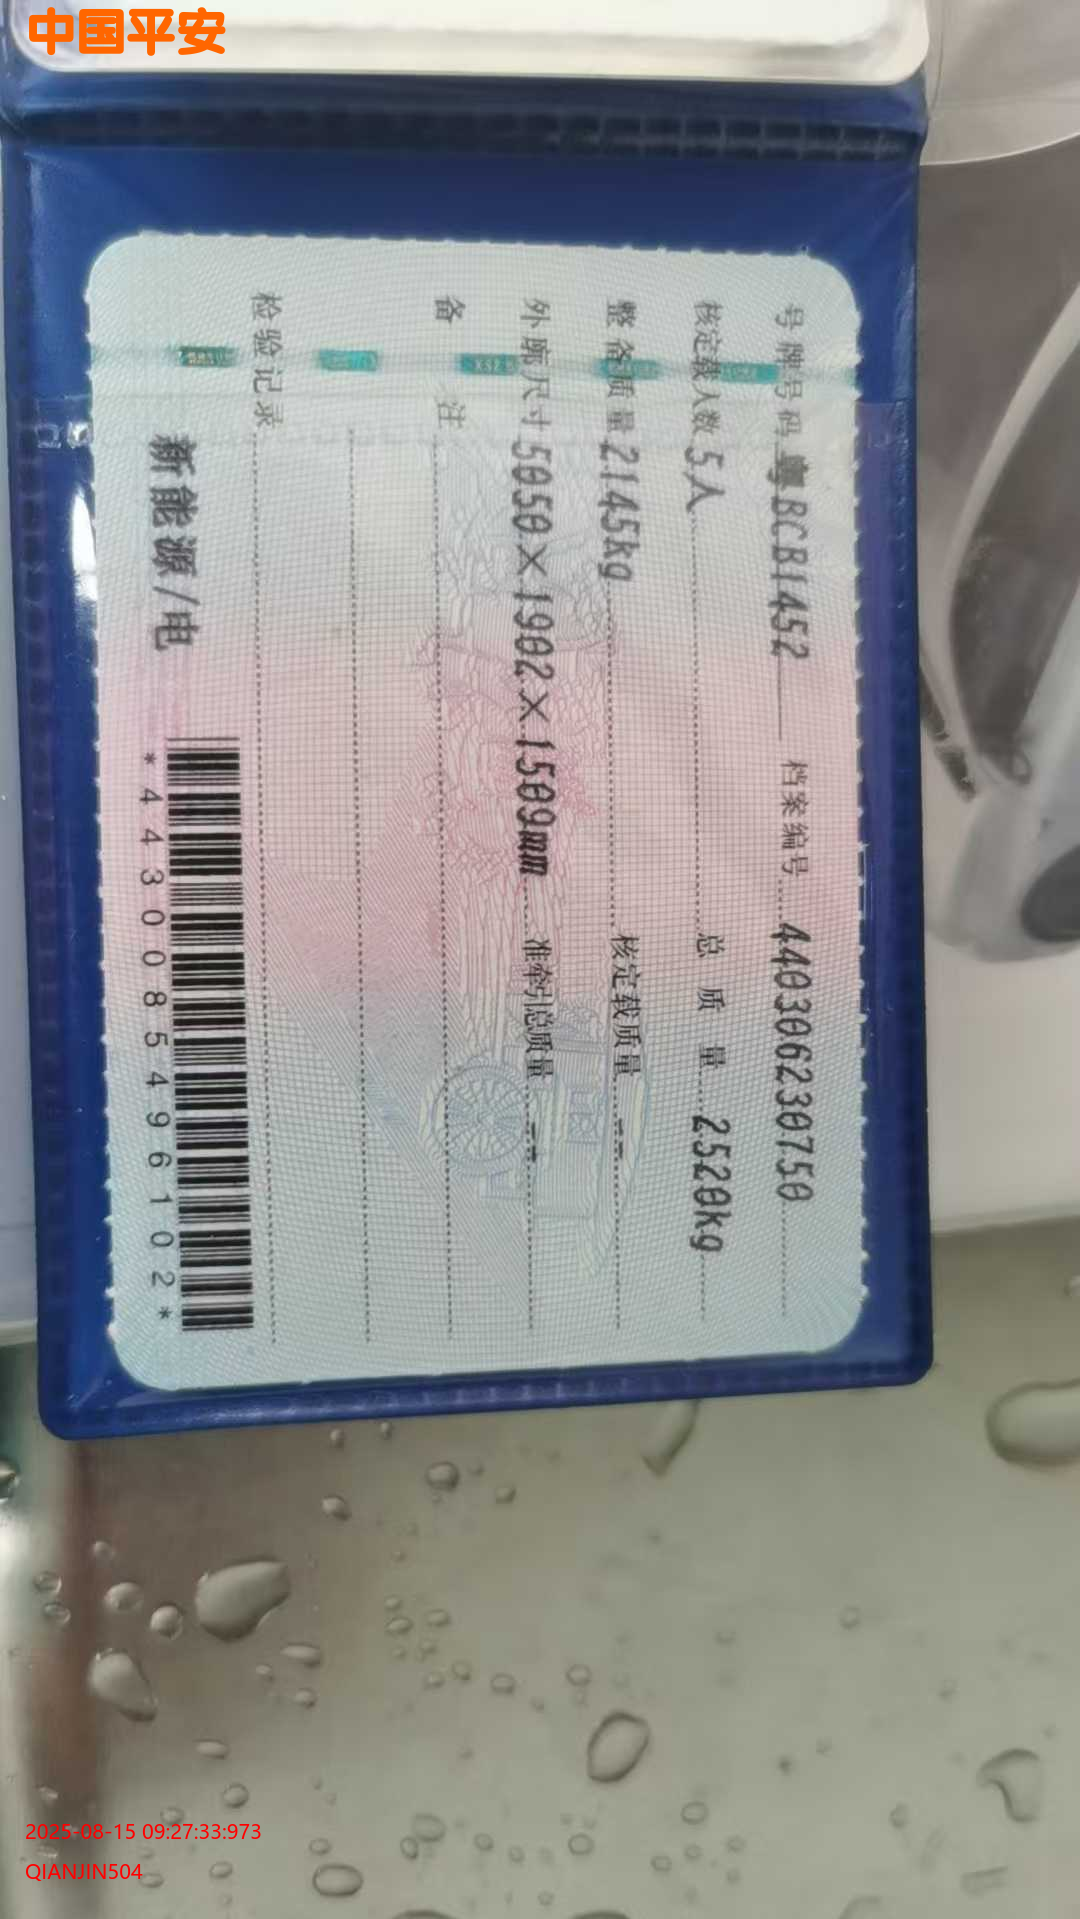 中国平安
号牌号码 粤BCB1452 档案编号 440306230750
核定载人数 5人 总质量 2520kg
整备质量 2145kg 核定载质量 --
外廓尺寸 5050×1902×1509mm 准牵引总质量 --
备注
检验记录
新能源/电
*4430085496102*
2025-08-15 09:27:33:973
QIANJIN504